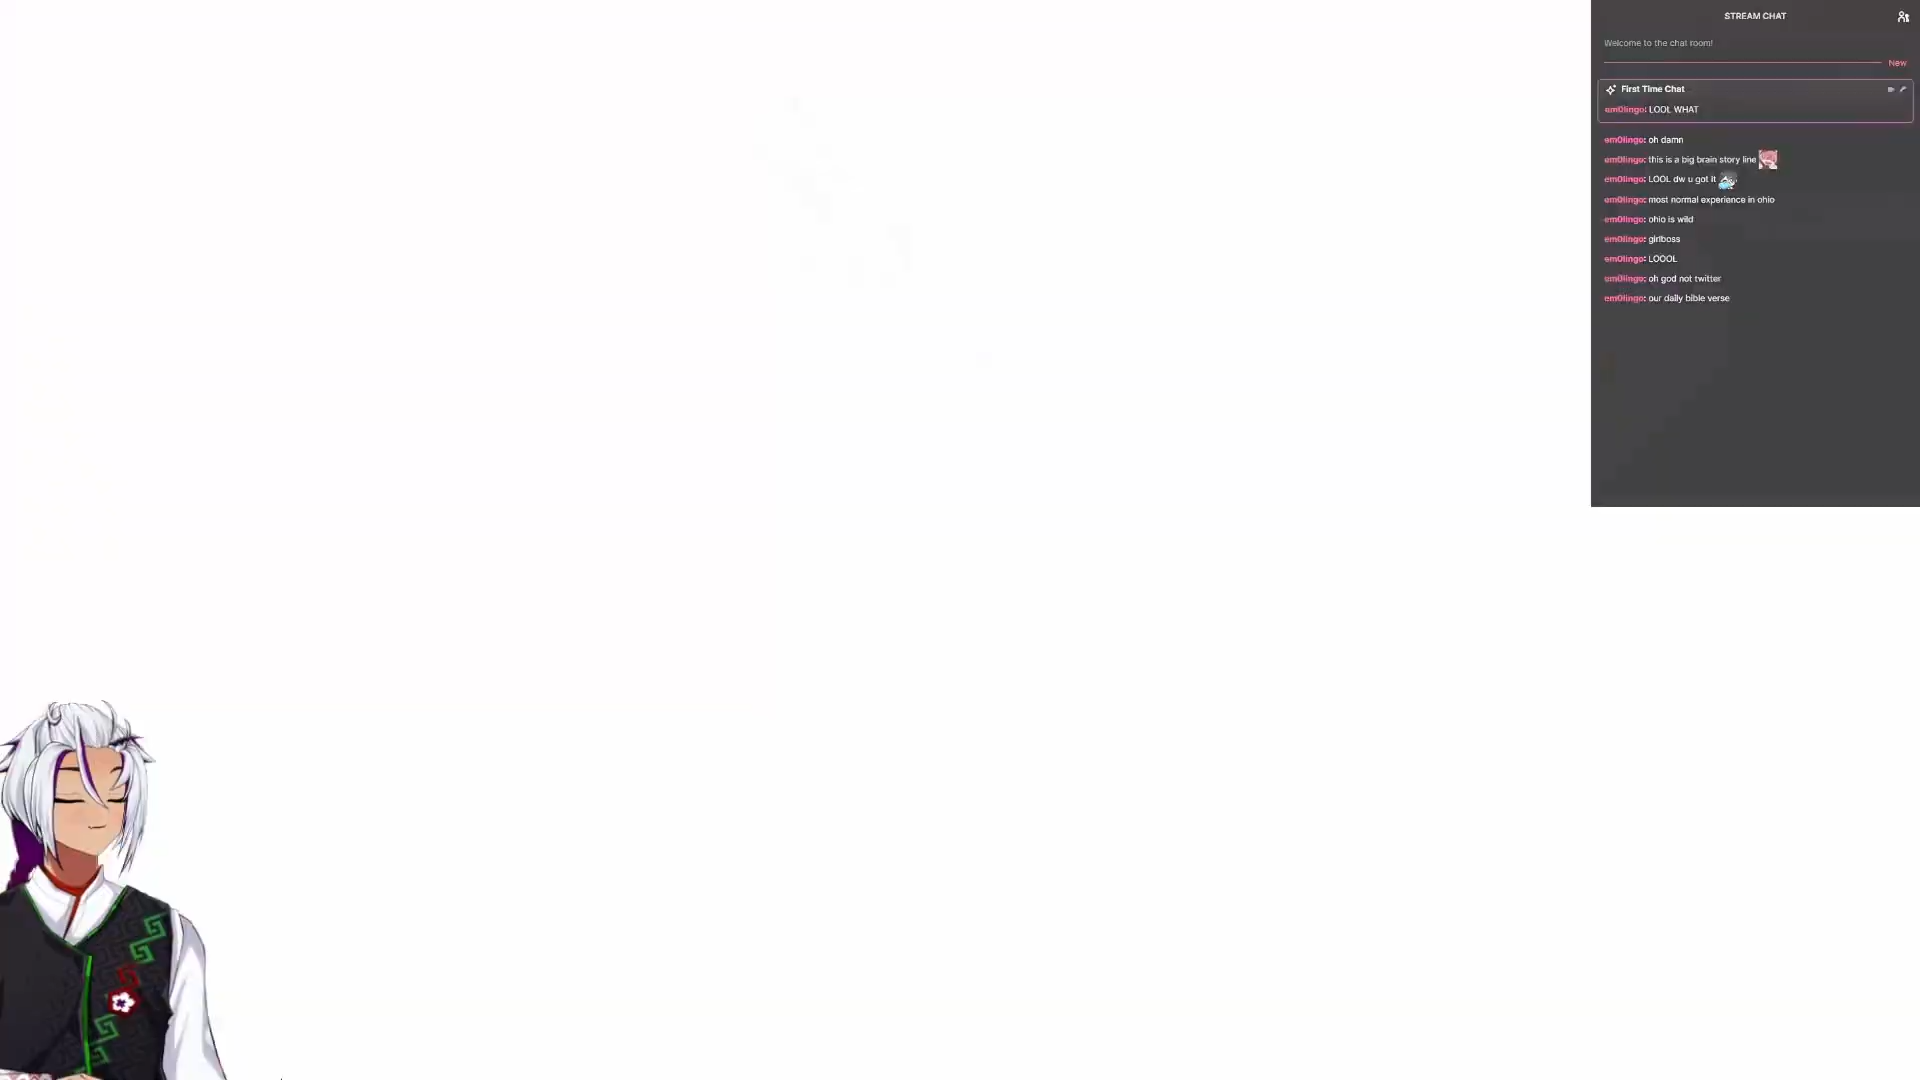 STREAM CHAT
Welcome to the chat room!
New
First Time Chat
em0lingo: LOOL WHAT
em0lingo: oh damn
em0lingo: this is a big brain story line
em0lingo: LOOL dw u got it
em0lingo: most normal experience in ohio
em0lingo: ohio is wild
em0lingo: girlboss
em0lingo: LOOOL
em0lingo: oh god not twitter
em0lingo: our daily bible verse